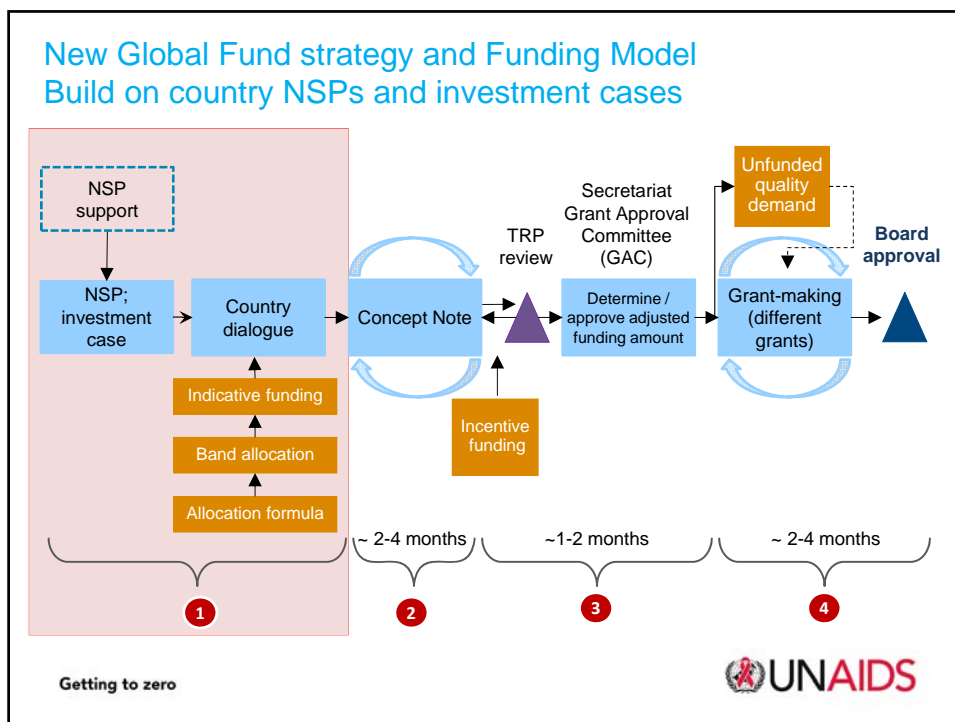 New Global Fund strategy and Funding Model
Build on country NSPs and investment cases
NSP
support
NSP;
investment
case
Country
dialogue
Indicative funding
Band allocation
Allocation formula
Concept Note
TRP
review
Incentive
funding
Secretariat
Grant Approval
Committee
(GAC)
Determine /
approve adjusted
funding amount
Unfunded
quality
demand
Grant-making
(different
grants)
Board
approval
~ 2-4 months
~1-2 months
~ 2-4 months
1
2
3
4
Getting to zero
UNAIDS